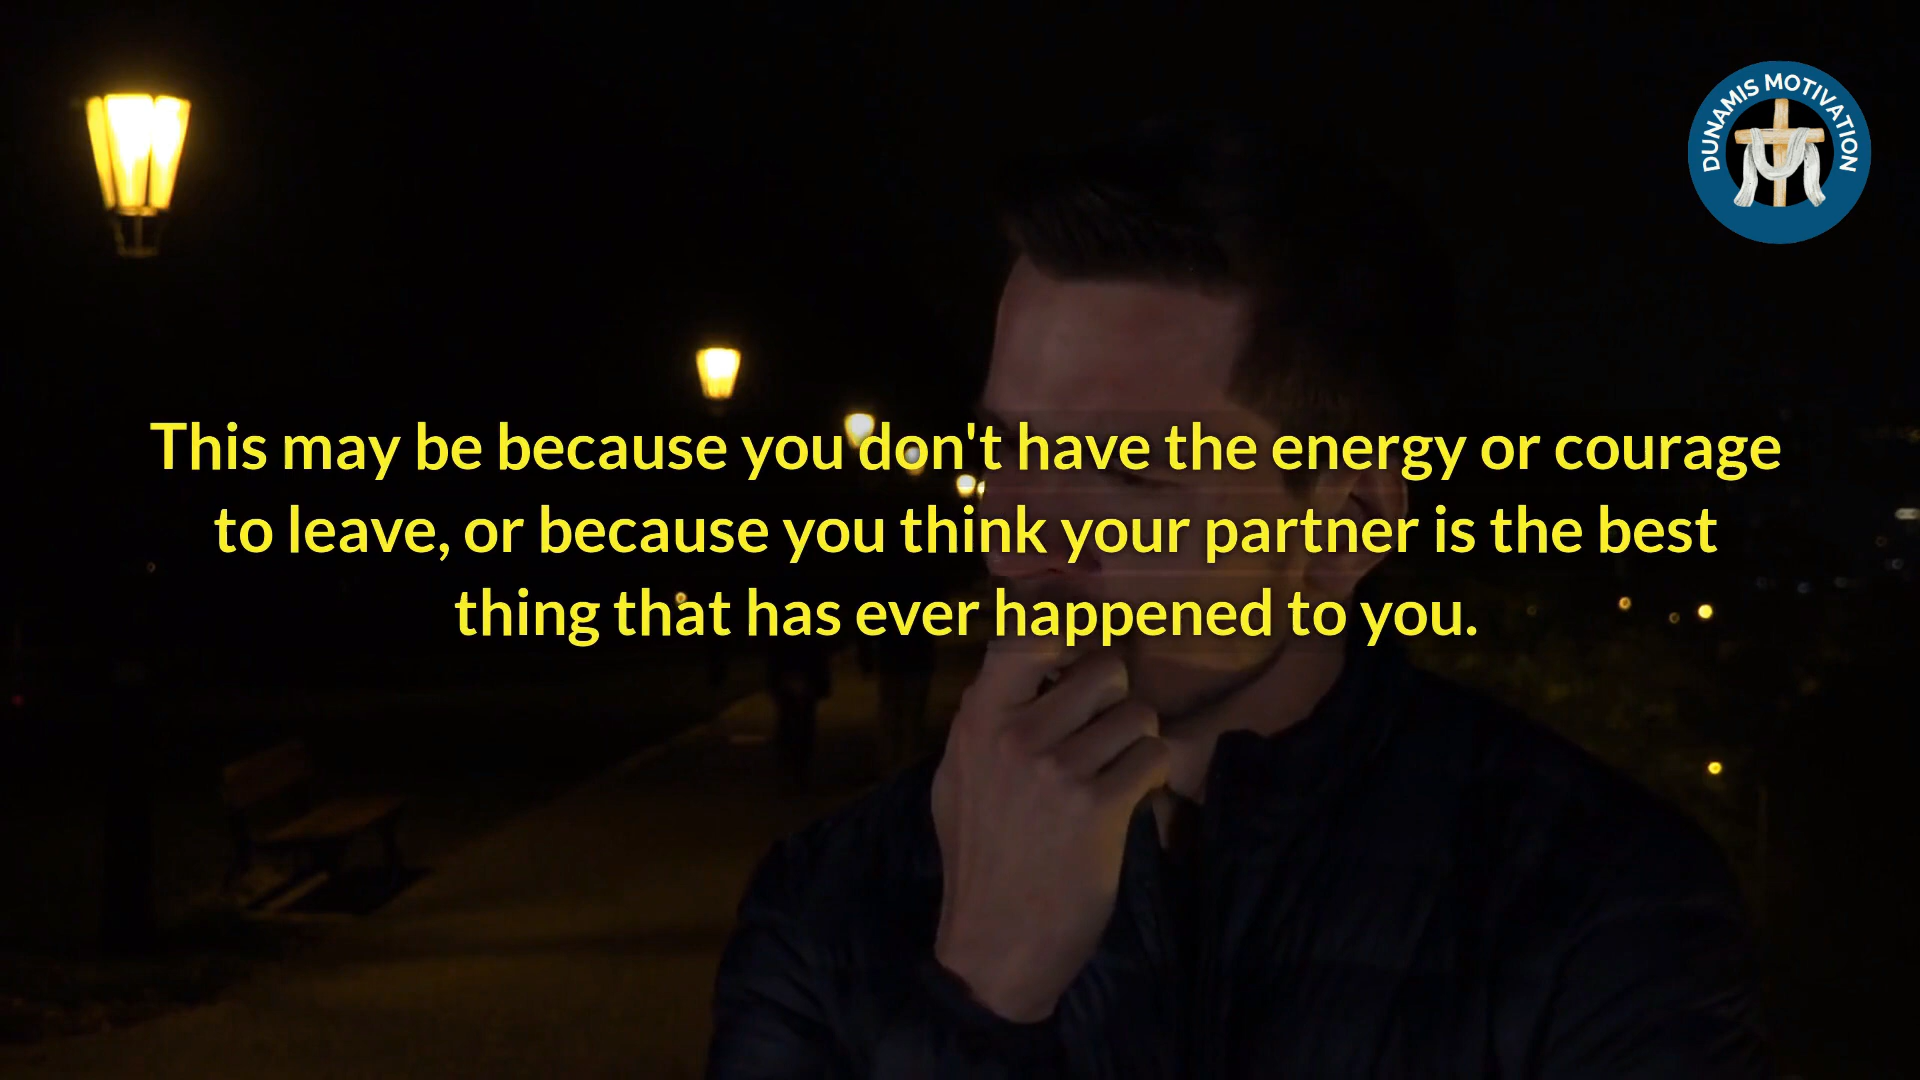 DUNAMIS MOTIVATION
This may be because you don't have the energy or courage
to leave, or because you think your partner is the best
thing that has ever happened to you.